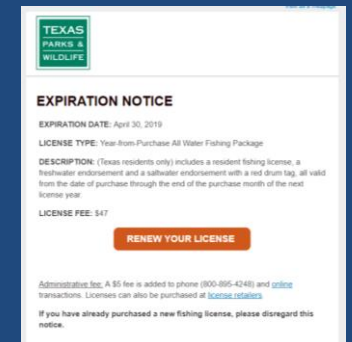 View as a webpage
TEXAS
PARKS &
WILDLIFE
EXPIRATION NOTICE
EXPIRATION DATE: April 30, 2019
LICENSE TYPE: Year-from-Purchase All Water Fishing Package
DESCRIPTION: (Texas residents only) includes a resident fishing license, a
freshwater endorsement and a saltwater endorsement with a red drum tag, all valid
from the date of purchase through the end of the purchase month of the next
license year.
LICENSE FEE: $47
RENEW YOUR LICENSE
Administrative fee: A $5 fee is added to phone (800-895-4248) and online
transactions. Licenses can also be purchased at license retailers.
If you have already purchased a new fishing license, please disregard this
notice.